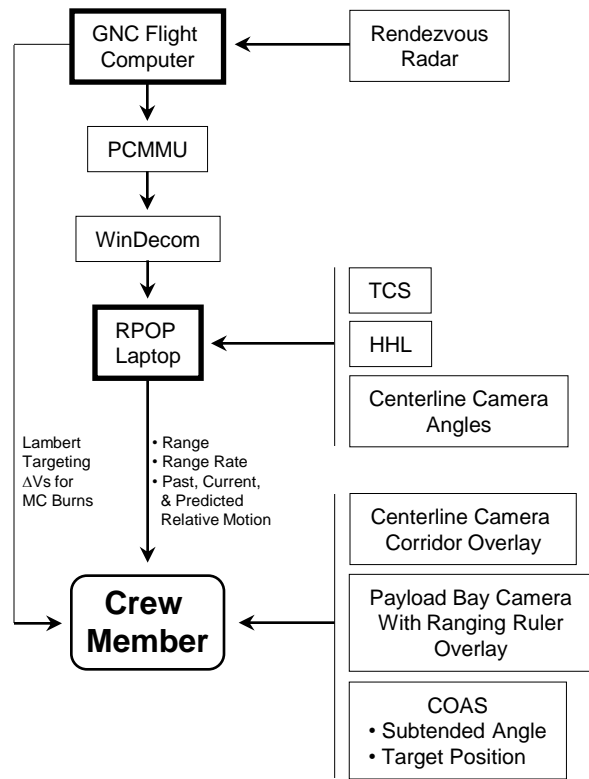 GNC Flight
Computer
Rendezvous
Radar
PCMMU
WinDecom
RPOP
Laptop
TCS
HHL
Centerline Camera
Angles
Lambert
Targeting
ΔVs for
MC Burns
• Range
• Range Rate
• Past, Current,
& Predicted
Relative Motion
Centerline Camera
Corridor Overlay
Crew
Member
Payload Bay Camera
With Ranging Ruler
Overlay
COAS
• Subtended Angle
• Target Position